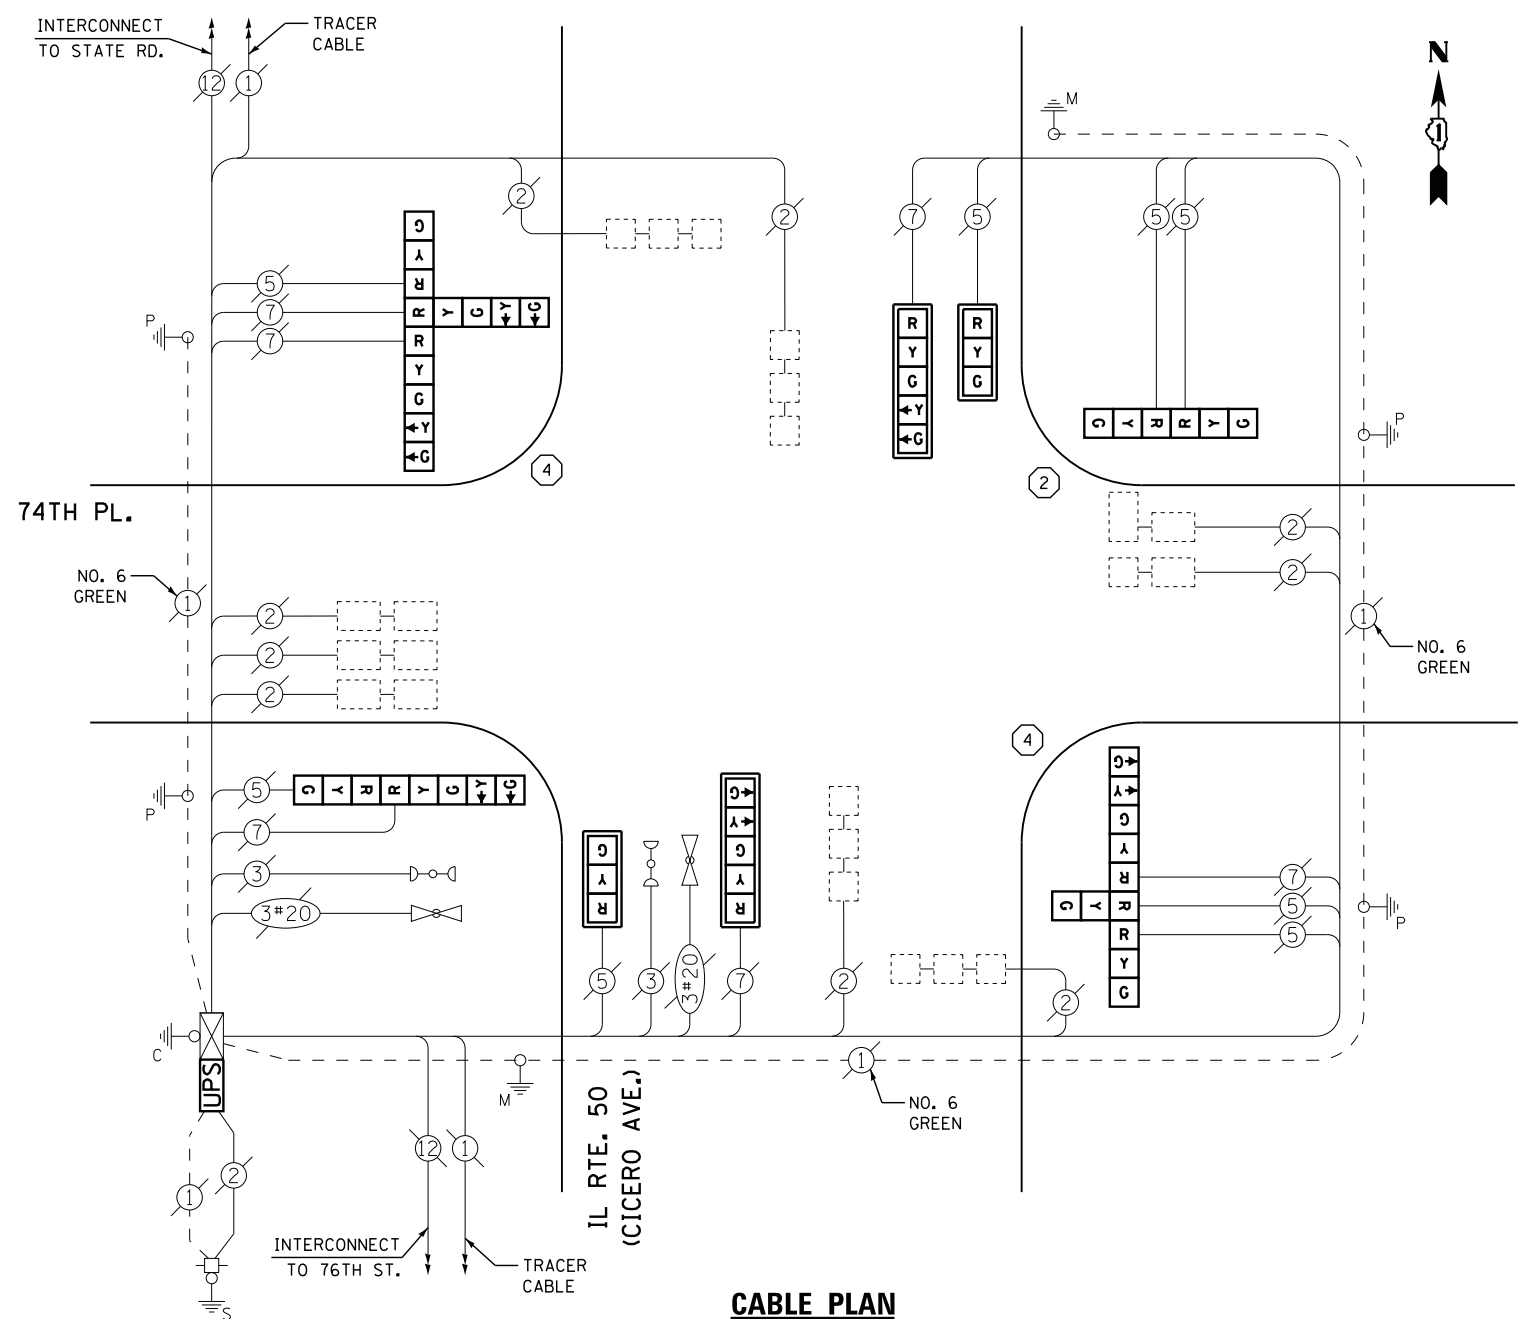 INTERCONNECT
TO STATE RD.
TRACER
CABLE
12
1
N
1
M
2
2
7
5
5
5
G
Y
R
5
7
7
R Y G Y G
R
Y
G
Y
G
P
R
Y
G
Y
G
R
Y
G
G Y R R Y G
P
4
2
74TH PL.
NO. 6
GREEN
1
2
2
2
2
2
1
NO. 6
GREEN
4
P
5
G Y R R Y G Y G
7
3
3#20
G
Y
R
G
Y
G
Y
R
5
3
3#20
7
2
2
G
Y
G
Y
R
G Y R
R
Y
G
7
5
5
P
C
UPS
M
1
NO. 6
GREEN
IL RTE. 50
(CICERO AVE.)
12
1
1
2
INTERCONNECT
TO 76TH ST.
TRACER
CABLE
S
CABLE PLAN